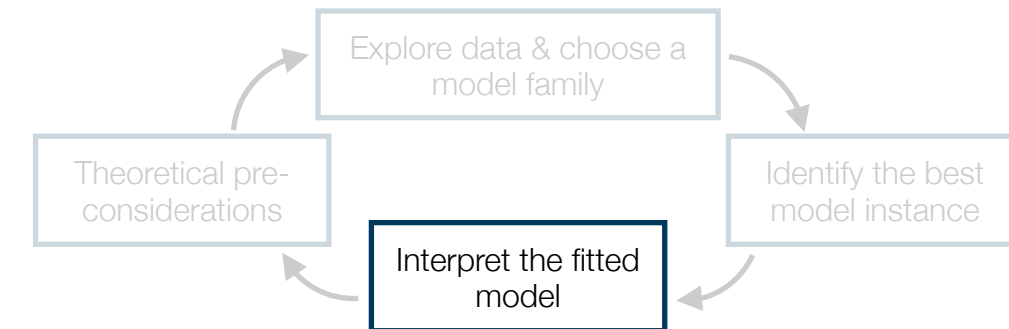 Explore data & choose a
model family
Theoretical pre-
considerations
Identify the best
model instance
Interpret the fitted
model